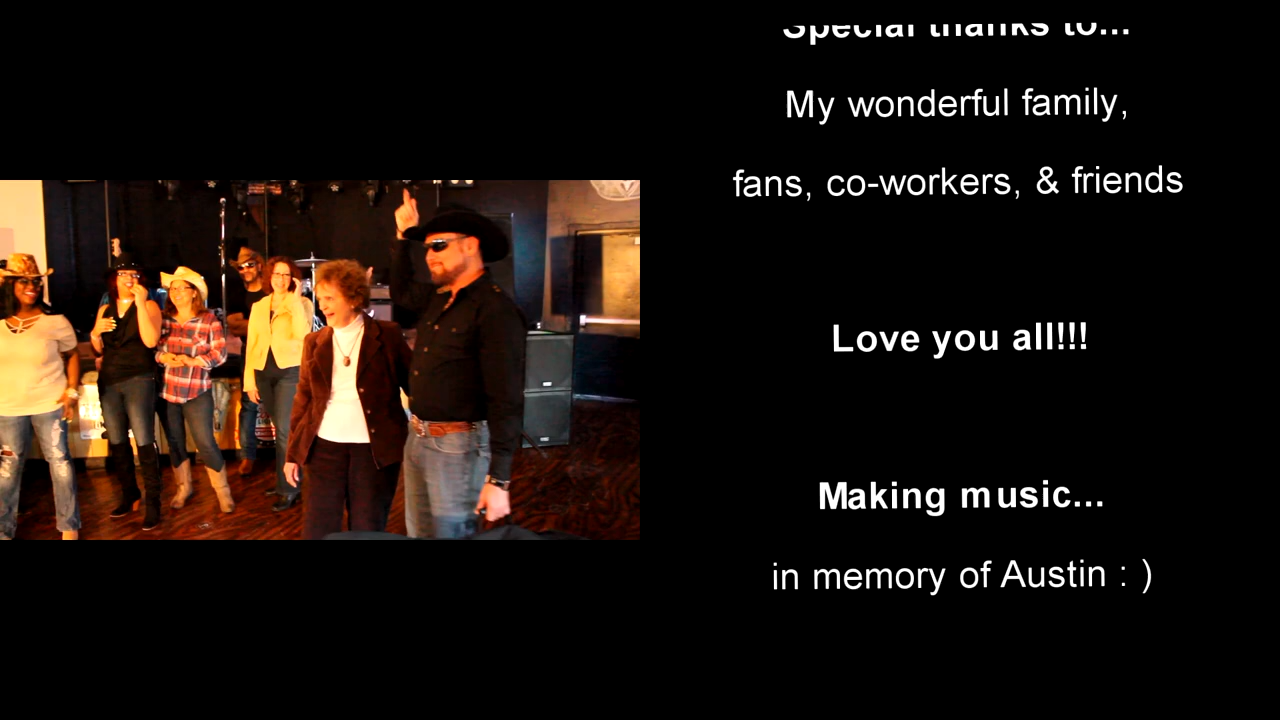 Special thanks to...
My wonderful family,
fans, co-workers, & friends
Love you all!!!
Making music...
in memory of Austin : )